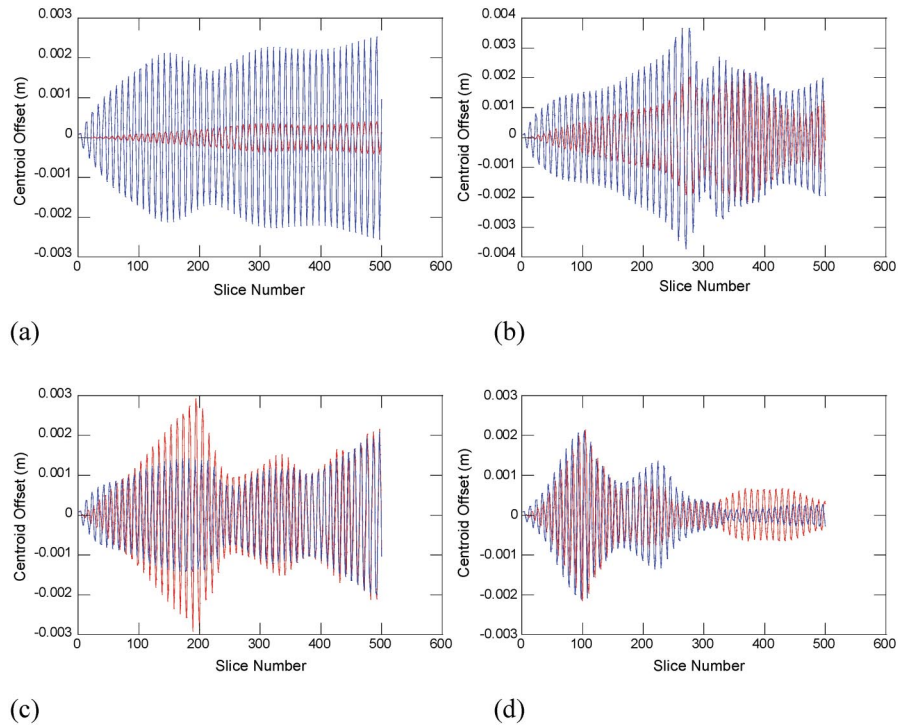 0.003
0.002
0.001
0
-0.001
-0.002
-0.003
Centroid Offset (m)
0 100 200 300 400 500 600
Slice Number
(a)
0.004
0.003
0.002
0.001
0
-0.001
-0.002
-0.003
-0.004
Centroid Offset (m)
0 100 200 300 400 500 600
Slice Number
(b)
0.003
0.002
0.001
0
-0.001
-0.002
-0.003
Centroid Offset (m)
0 100 200 300 400 500 600
Slice Number
(c)
0.003
0.002
0.001
0
-0.001
-0.002
-0.003
Centroid Offset (m)
0 100 200 300 400 500 600
Slice Number
(d)